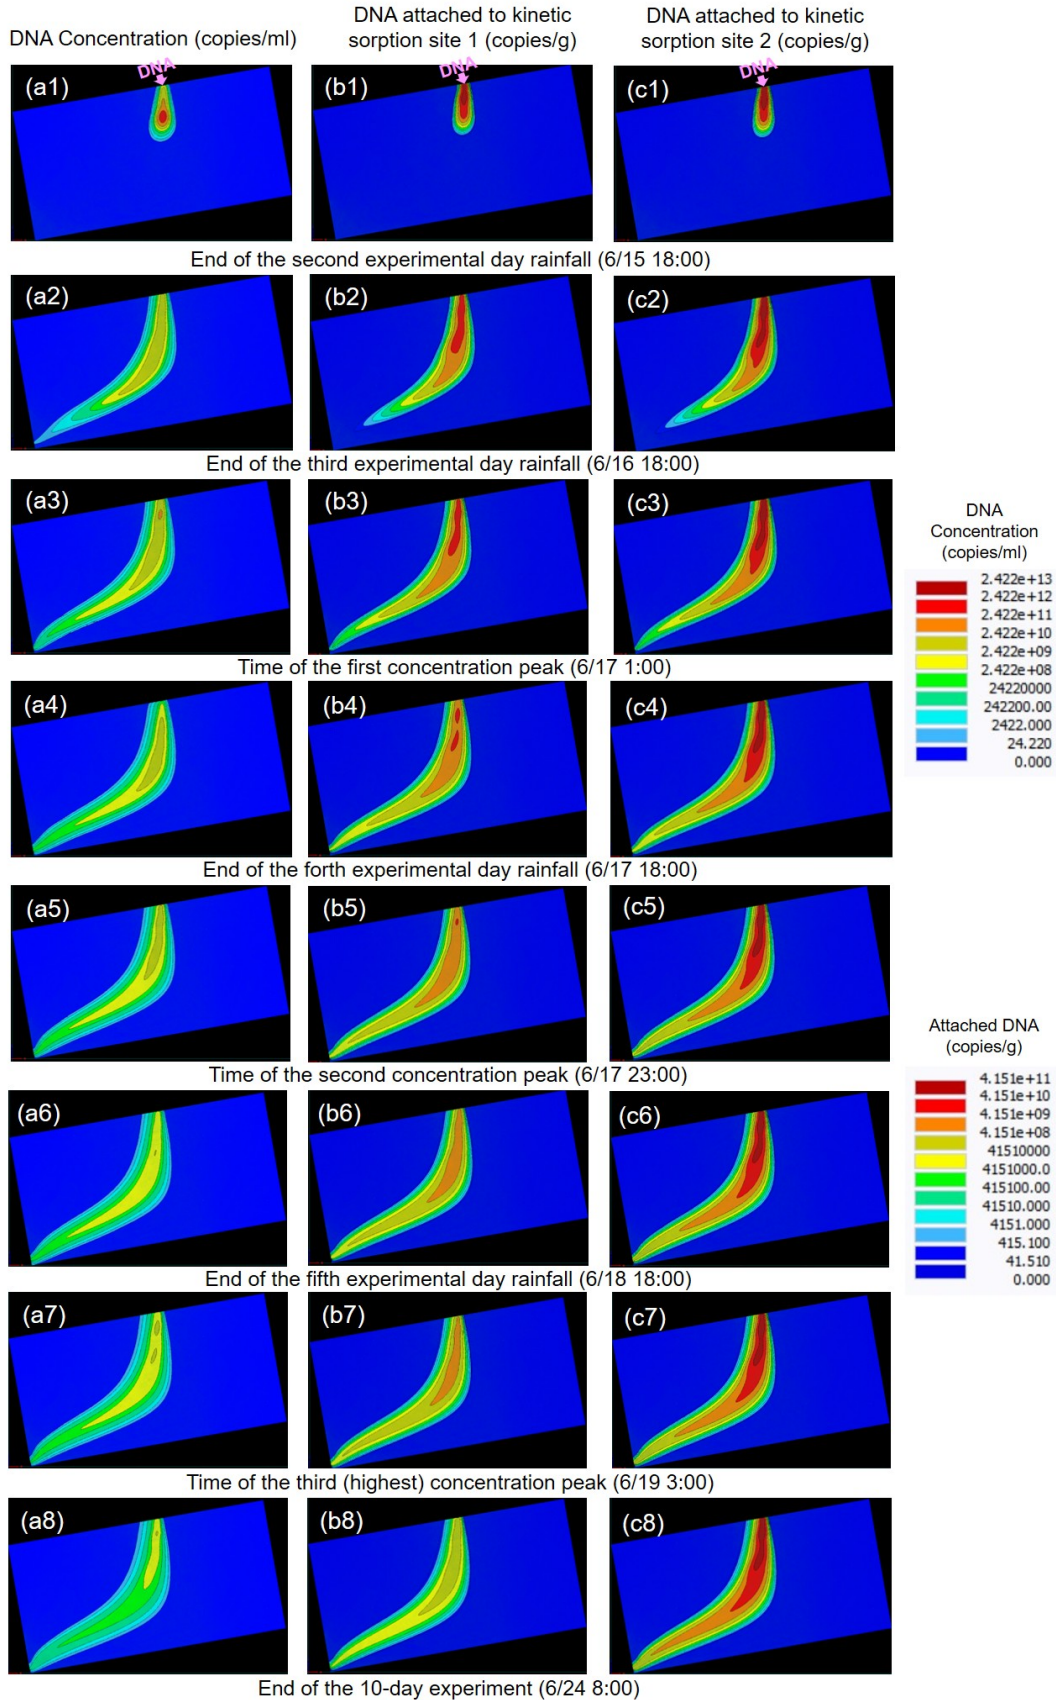 DNA Concentration (copies/ml)
DNA attached to kinetic
sorption site 1 (copies/g)
DNA attached to kinetic
sorption site 2 (copies/g)
DNA
DNA
DNA
(a1)
(b1)
(c1)
End of the second experimental day rainfall (6/15 18:00)
(a2)
(b2)
(c2)
End of the third experimental day rainfall (6/16 18:00)
(a3)
(b3)
(c3)
Time of the first concentration peak (6/17 1:00)
(a4)
(b4)
(c4)
End of the forth experimental day rainfall (6/17 18:00)
(a5)
(b5)
(c5)
Time of the second concentration peak (6/17 23:00)
(a6)
(b6)
(c6)
End of the fifth experimental day rainfall (6/18 18:00)
(a7)
(b7)
(c7)
Time of the third (highest) concentration peak (6/19 3:00)
(a8)
(b8)
(c8)
End of the 10-day experiment (6/24 8:00)
DNA
Concentration
(copies/ml)
2.422e+13
2.422e+12
2.422e+11
2.422e+10
2.422e+09
2.422e+08
24220000
242200.00
2422.000
24.220
0.000
Attached DNA
(copies/g)
4.151e+11
4.151e+10
4.151e+09
4.151e+08
41510000
4151000.0
415100.00
41510.000
4151.000
415.100
41.510
0.000